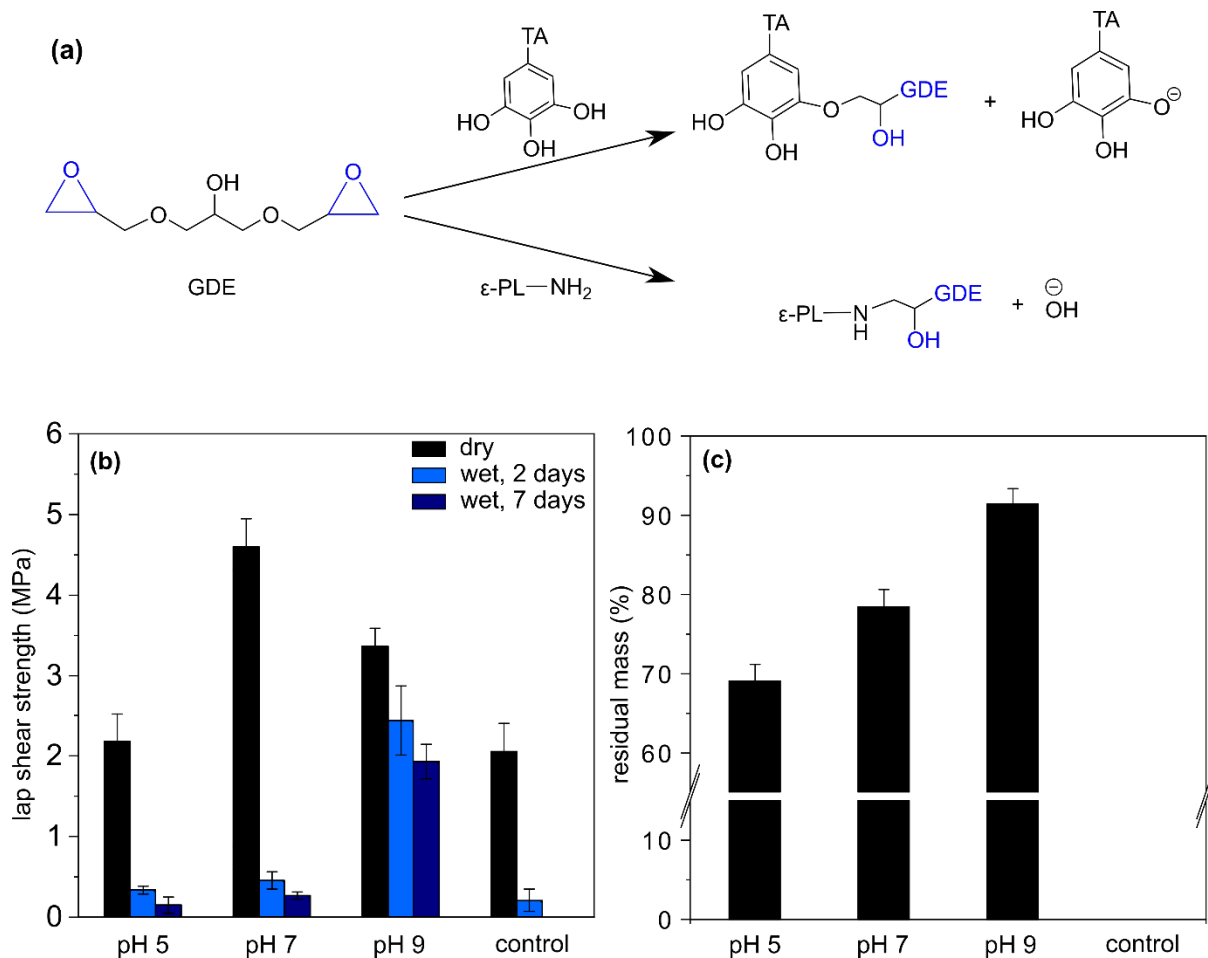 (a)
TA
OH
HO
OH
TA
GDE
O
HO
OH
OH
+
TA
O⊖
HO
OH
O
OH
O
O
O
GDE
ε-PL—NH₂
GDE
ε-PL
N
H
OH
+
⊖
OH
(b)
dry
wet, 2 days
wet, 7 days
lap shear strength (MPa)
6
5
4
3
2
1
0
pH 5
pH 7
pH 9
control
(c)
residual mass (%)
100
90
80
70
60
10
0
pH 5
pH 7
pH 9
control